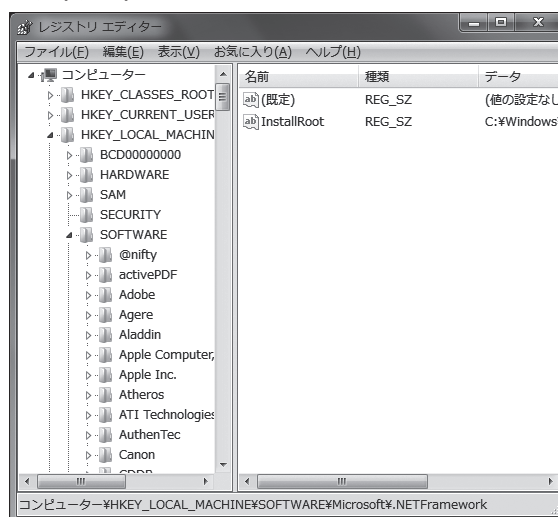 レジストリ エディター
ファイル(F) 編集(E) 表示(V) お気に入り(A) ヘルプ(H)
コンピューター
HKEY_CLASSES_ROOT
HKEY_CURRENT_USER
HKEY_LOCAL_MACHIN
BCD00000000
HARDWARE
SAM
SECURITY
SOFTWARE
@nifty
activePDF
Adobe
Agere
Aladdin
Apple Computer,
Apple Inc.
Atheros
ATI Technologies
AuthenTec
Canon
名前 種類 データ
(既定) REG_SZ (値の設定なし
InstallRoot REG_SZ C:¥Windows
コンピューター¥HKEY_LOCAL_MACHINE¥SOFTWARE¥Microsoft¥.NETFramework